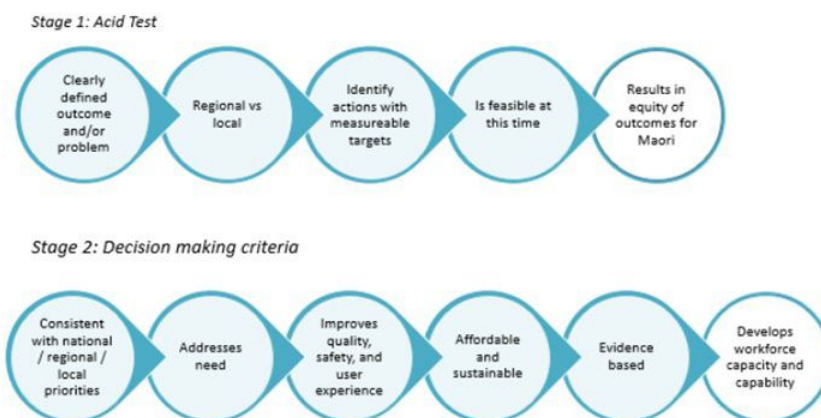 Stage 1: Acid Test
Clearly
defined
outcome
and/or
problem
Regional vs
local
Identify
actions with
measureable
targets
Is feasible at
this time
Results in
equity of
outcomes for
Maori
Stage 2: Decision making criteria
Consistent
with national
/ regional /
local
priorities
Addresses
need
Improves
quality,
safety, and
user
experience
Affordable
and
sustainable
Evidence
based
Develops
workforce
capacity and
capability